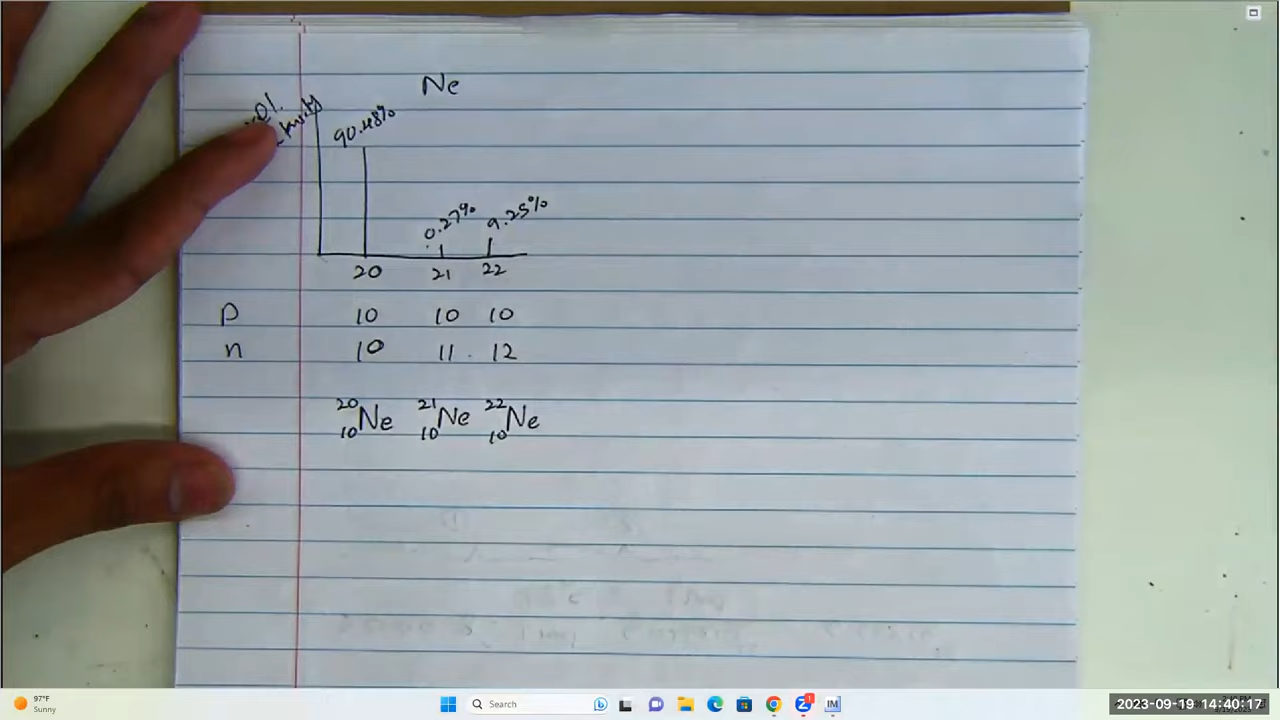 Ne
90.48%
0.27% 9.25%
20 21 22
P 10 10 10
n 10 11 12
20 21 22
Ne Ne Ne
10 10 10
97°F
Sunny
Search
2023-09-19 14:40:17